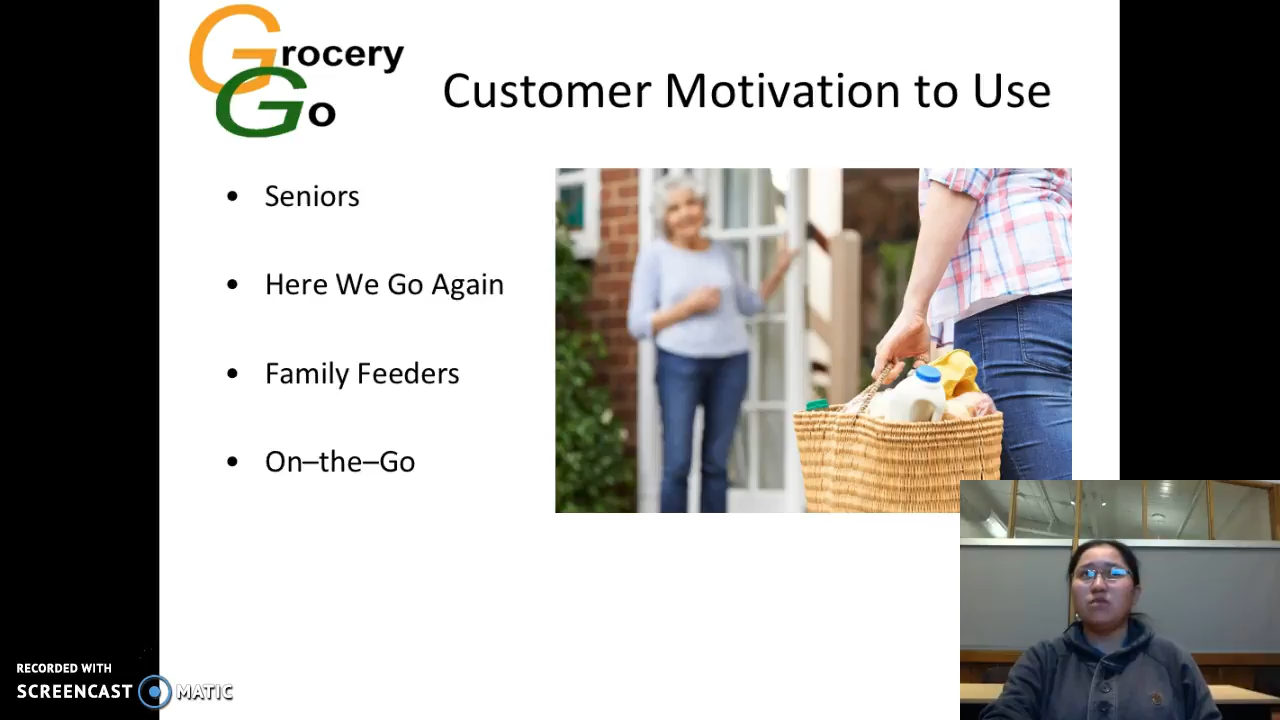 Grocery
Go
Customer Motivation to Use
• Seniors
• Here We Go Again
• Family Feeders
• On–the–Go
RECORDED WITH
SCREENCAST MATIC